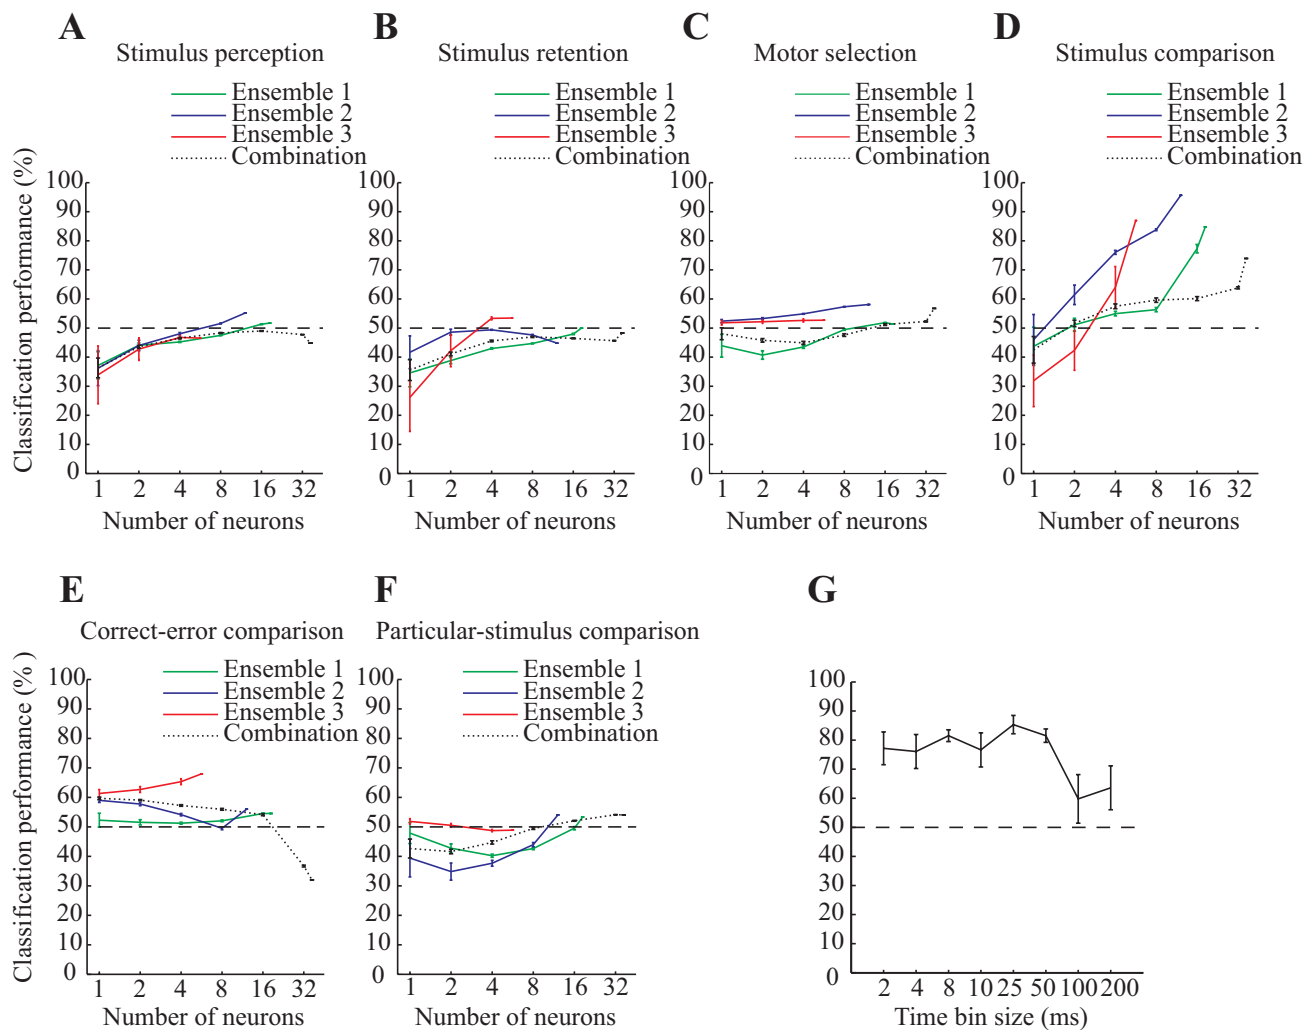 A
Stimulus perception
Ensemble 1
Ensemble 2
Ensemble 3
Combination
Classification performance (%)
100
90
80
70
60
50
40
30
20
10
0
1 2 4 8 16 32
Number of neurons
B
Stimulus retention
Ensemble 1
Ensemble 2
Ensemble 3
Combination
100
90
80
70
60
50
40
30
20
10
0
1 2 4 8 16 32
Number of neurons
C
Motor selection
Ensemble 1
Ensemble 2
Ensemble 3
Combination
100
90
80
70
60
50
40
30
20
10
0
1 2 4 8 16 32
Number of neurons
D
Stimulus comparison
Ensemble 1
Ensemble 2
Ensemble 3
Combination
100
90
80
70
60
50
40
30
20
10
0
1 2 4 8 16 32
Number of neurons
E
Correct-error comparison
Ensemble 1
Ensemble 2
Ensemble 3
Combination
Classification performance (% )
100
90
80
70
60
50
40
30
20
10
0
1 2 4 8 16 32
Number of neurons
F
Particular-stimulus comparison
Ensemble 1
Ensemble 2
Ensemble 3
Combination
100
90
80
70
60
50
40
30
20
10
0
1 2 4 8 16 32
Number of neurons
G
100
90
80
70
60
50
40
30
20
10
0
2 4 8 10 25 50 100 200
Time bin size (ms)